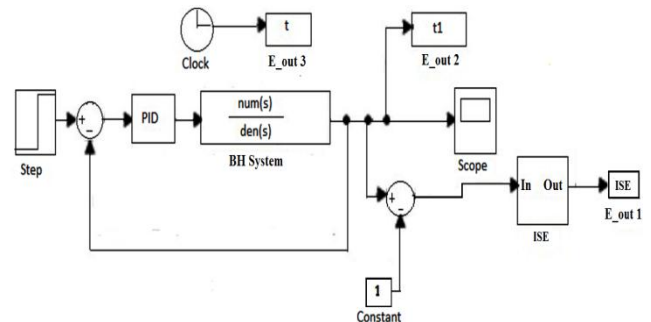 t
t1
Clock
E_out 3
E_out 2
+
−
PID
num(s)
den(s)
Step
BH System
Scope
+
−
In Out
ISE
E_out 1
ISE
1
Constant